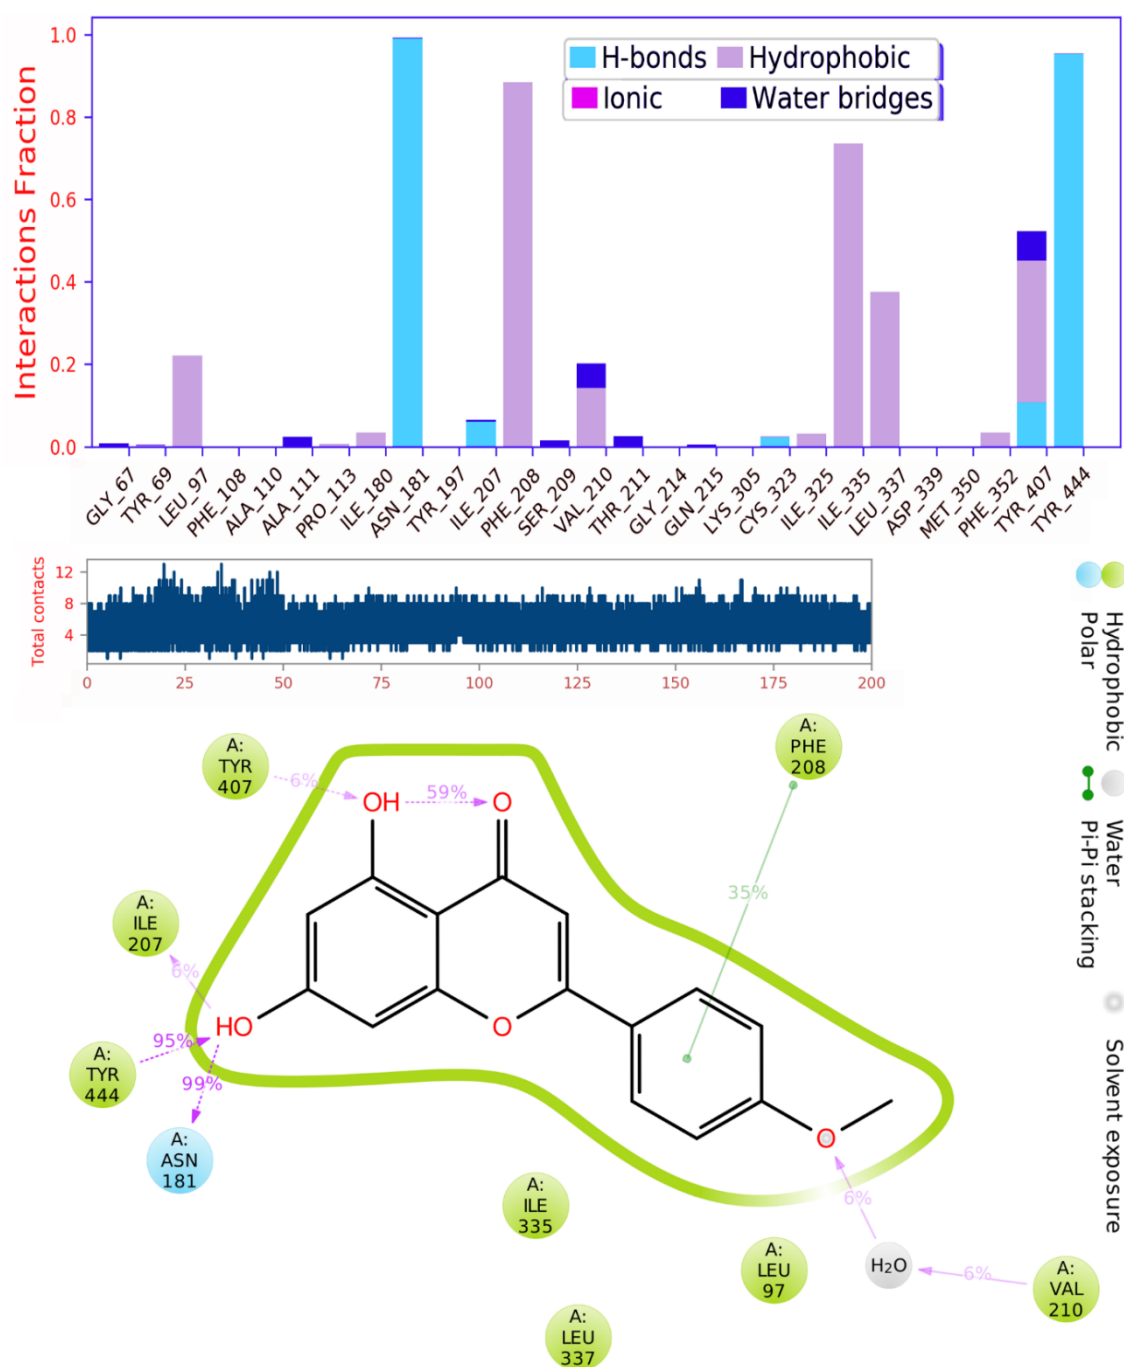 Interactions Fraction
1.0
0.8
0.6
0.4
0.2
0.0
H-bonds Hydrophobic
Ionic Water bridges
GLY_67
TYR_69
LEU_97
PHE_108
ALA_110
ALA_111
PRO_113
ILE_180
ASN_181
TYR_197
ILE_207
PHE_208
SER_209
VAL_210
THR_211
GLY_214
GLN_215
LYS_305
CYS_323
ILE_325
ILE_335
LEU_337
ASP_339
MET_350
PHE_352
TYR_407
TYR_444
Total contacts
12
8
4
0 25 50 75 100 125 150 175 200
Hydrophobic
Polar
Water
Pi-Pi stacking
Solvent exposure
A:
TYR
407
6%
OH
59%
O
A:
PHE
208
35%
A:
ILE
207
6%
HO
95%
A:
TYR
444
99%
A:
ASN
181
O
O
6%
A:
ILE
335
A:
LEU
97
H2O
6%
A:
VAL
210
A:
LEU
337